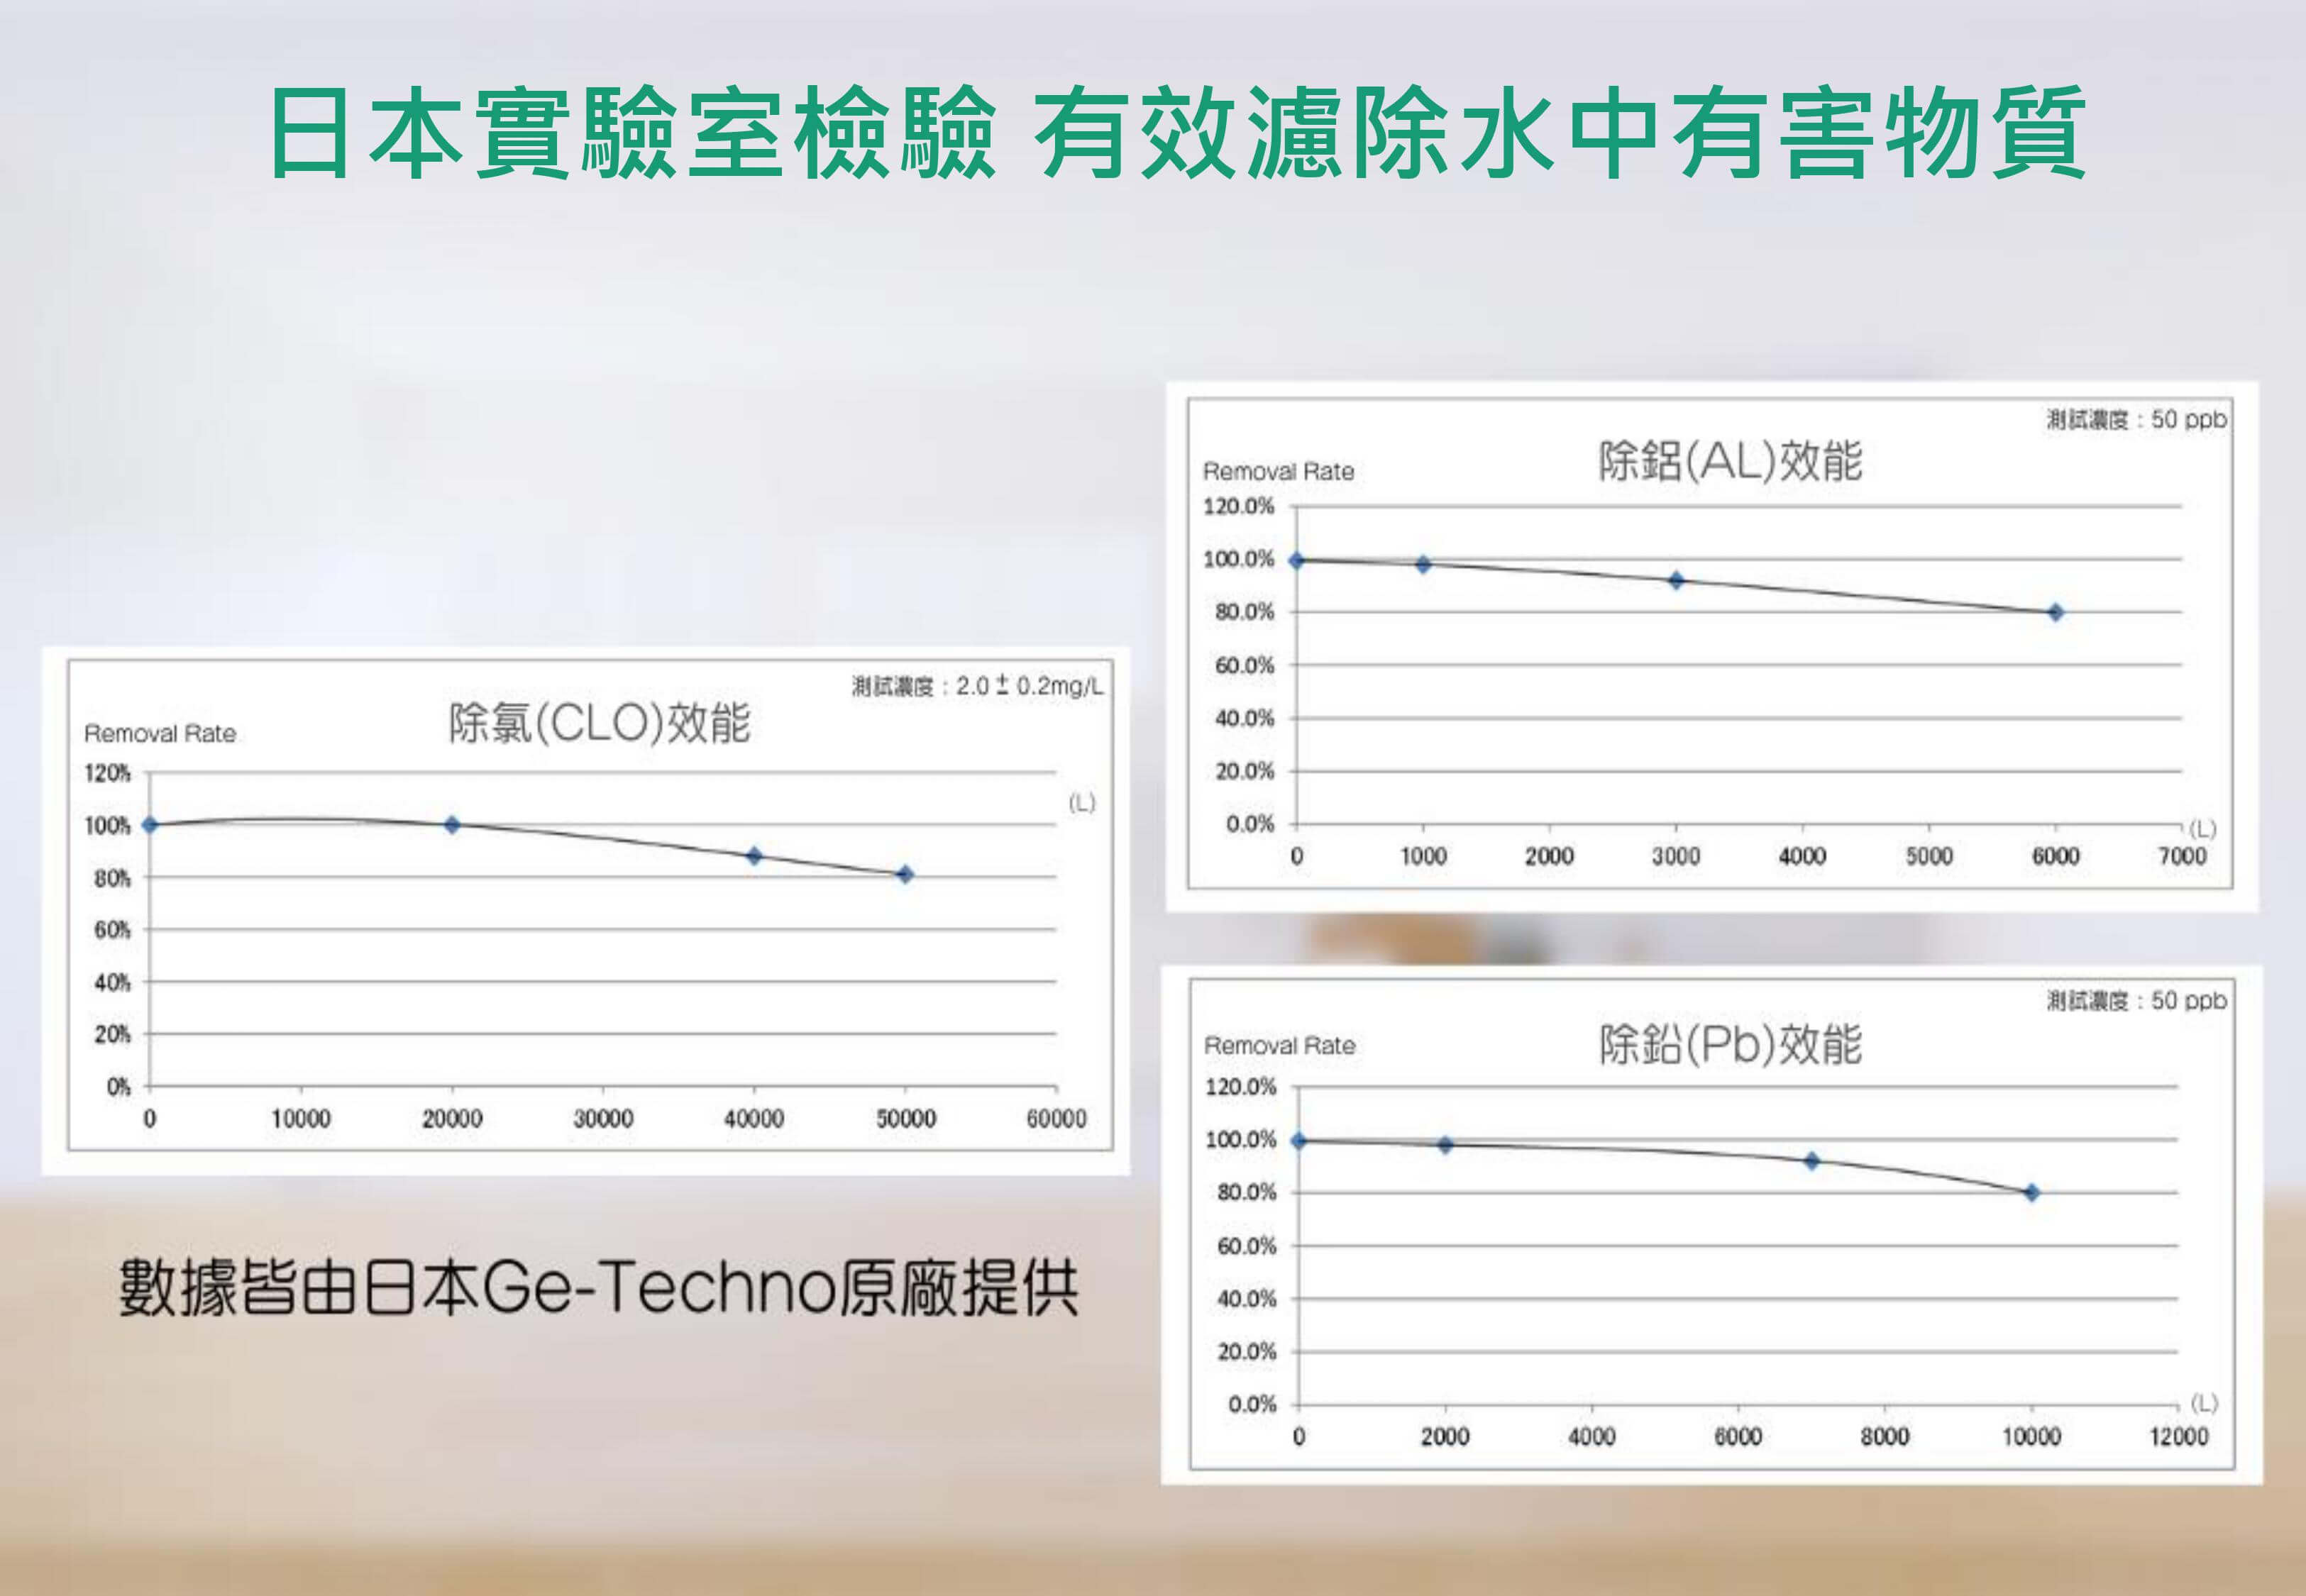 日本實驗室檢驗 有效濾除水中有害物質
測試濃度：2.0 ± 0.2mg/L
除氯(CLO)效能
Removal Rate
120%
(L)
100%
80%
60%
40%
20%
0%
0 10000 20000 30000 40000 50000 60000
數據皆由日本Ge-Techno原廠提供
測試濃度：50 ppb
除鋁(AL)效能
Removal Rate
120.0%
100.0%
80.0%
60.0%
40.0%
20.0%
0.0%
(L)
0 1000 2000 3000 4000 5000 6000 7000
測試濃度：50 ppb
除鉛(Pb)效能
Removal Rate
120.0%
100.0%
80.0%
60.0%
40.0%
20.0%
0.0%
(L)
0 2000 4000 6000 8000 10000 12000